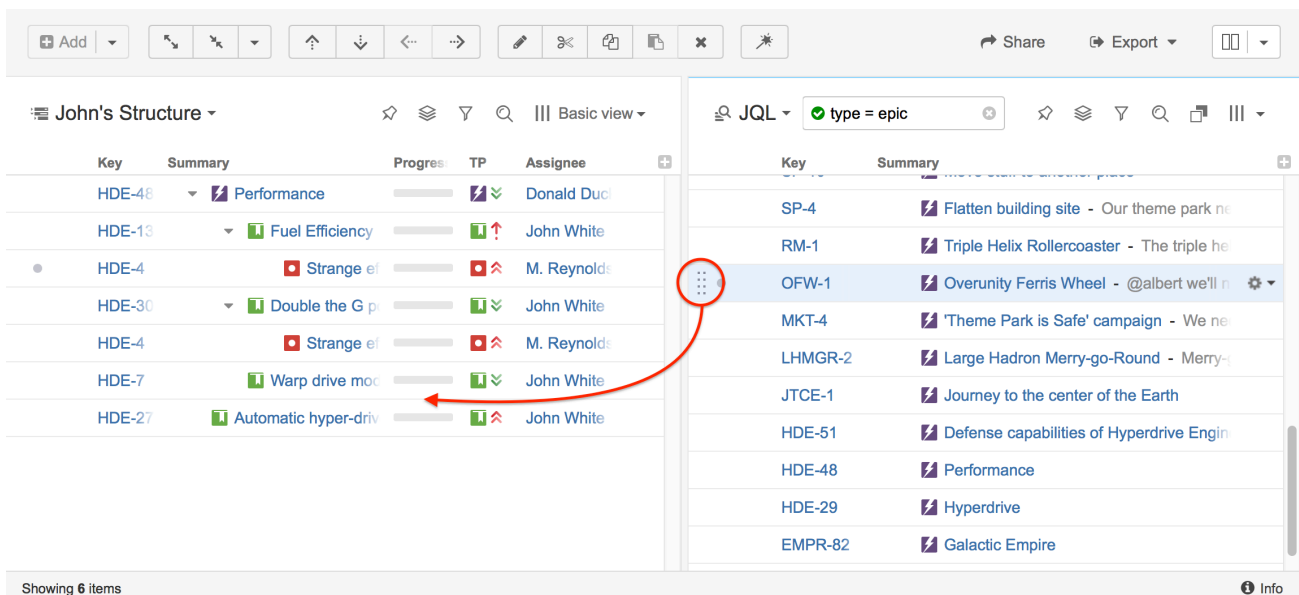 Add
Share
Export
John's Structure
Basic view
JQL
type = epic
Key Summary Progres TP Assignee
HDE-48 Performance Donald Duc
HDE-13 Fuel Efficiency John White
HDE-4 Strange ef M. Reynolds
HDE-30 Double the G p John White
HDE-4 Strange ef M. Reynolds
HDE-7 Warp drive moc John White
HDE-27 Automatic hyper-driv John White
Key Summary
Move stuff to another place
SP-4 Flatten building site - Our theme park ne
RM-1 Triple Helix Rollercoaster - The triple he
OFW-1 Overunity Ferris Wheel - @albert we'll n
MKT-4 'Theme Park is Safe' campaign - We ne
LHMGR-2 Large Hadron Merry-go-Round - Merry-
JTCE-1 Journey to the center of the Earth
HDE-51 Defense capabilities of Hyperdrive Engin
HDE-48 Performance
HDE-29 Hyperdrive
EMPR-82 Galactic Empire
Showing 6 items
Info